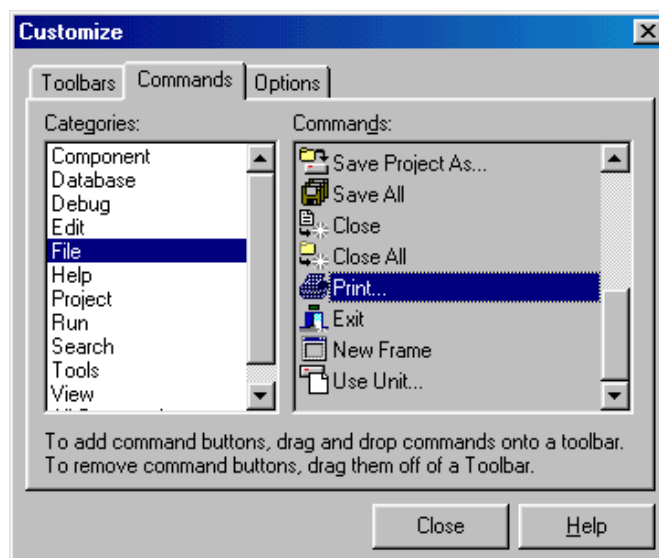 Customize
Toolbars
Commands
Options
Categories:
Component
Database
Debug
Edit
File
Help
Project
Run
Search
Tools
View
Commands:
Save Project As...
Save All
Close
Close All
Print...
Exit
New Frame
Use Unit...
To add command buttons, drag and drop commands onto a toolbar.
To remove command buttons, drag them off of a Toolbar.
Close
Help